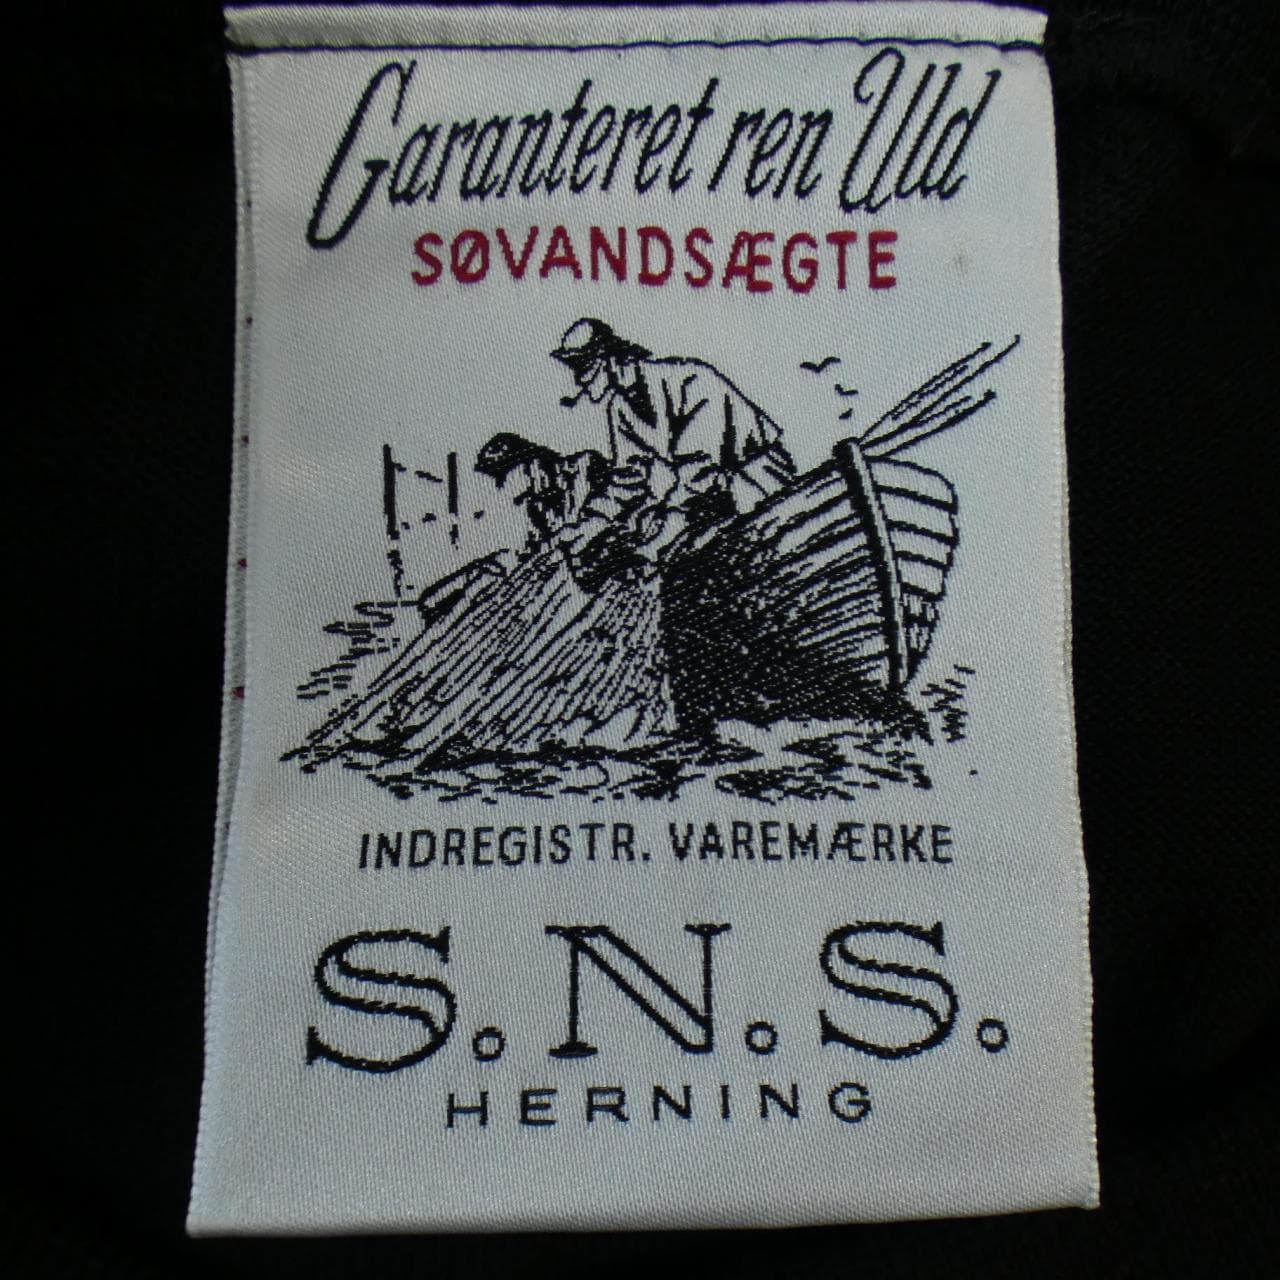 Garanteret ren Uld
SØVANDSÆGTE
INDREGISTR. VAREMÆRKE
S.N.S.
HERNING